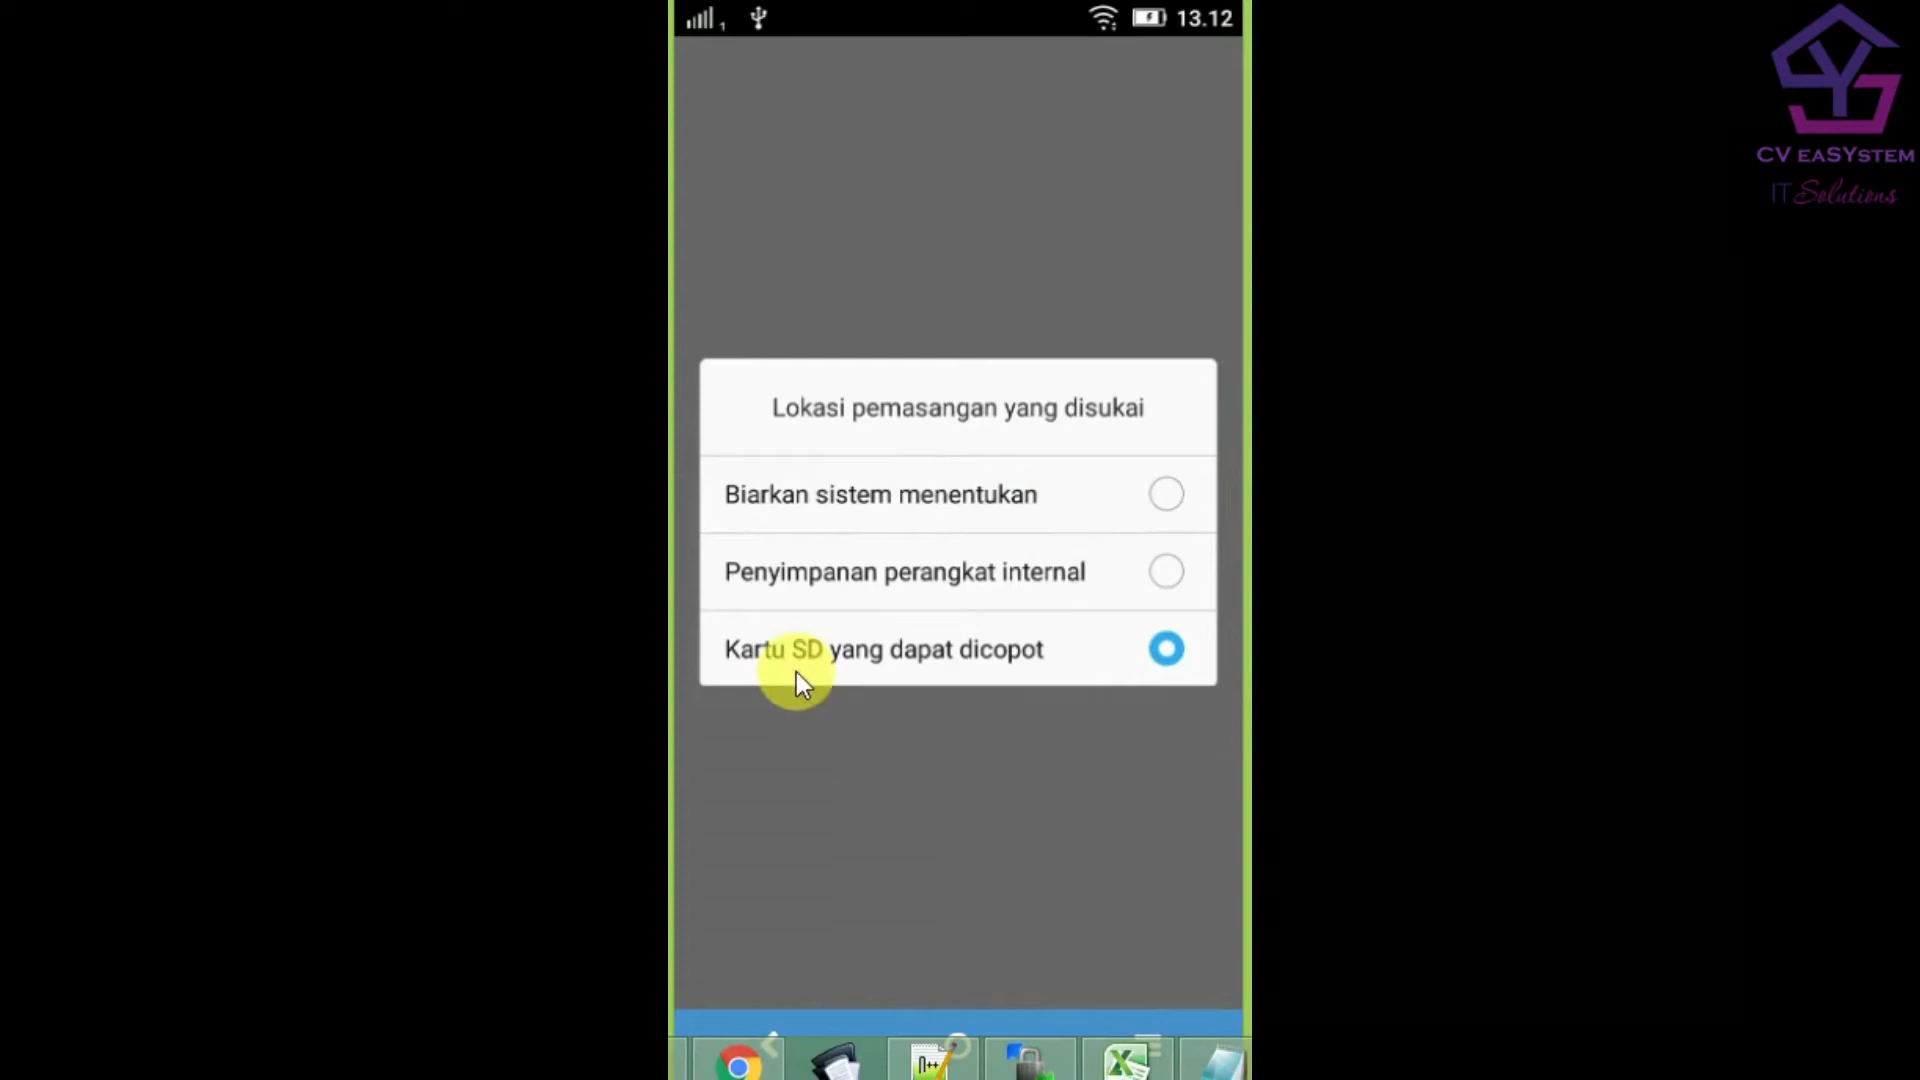 1
13.12
CV EASYSTEM
IT Solutions
Lokasi pemasangan yang disukai
Biarkan sistem menentukan
Penyimpanan perangkat internal
Kartu SD yang dapat dicopot
n++